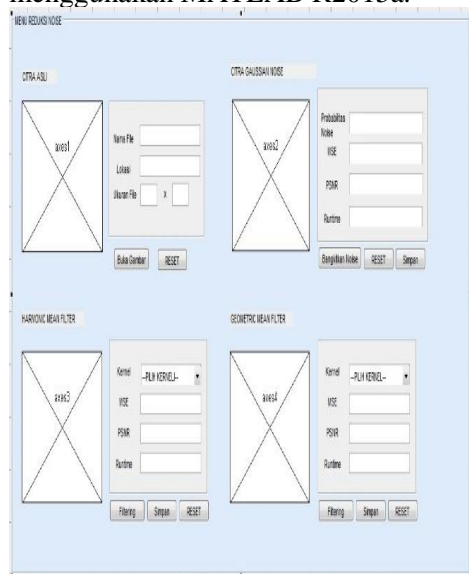 menggunakan MATLAB R2013a.
MENU REDUKSI NOISE
CITRA ASLI
axes1
Nama File
Lokasi
Ukuran File x
Buka Gambar RESET
CITRA GAUSSIAN NOISE
axes2
Probabilitas
Noise
MSE
PSNR
Runtime
Bangkitkan Noise RESET Simpan
HARMONIC MEAN FILTER
axes3
Kernel --PILIH KERNEL--
MSE
PSNR
Runtime
Filtering Simpan RESET
GEOMETRIC MEAN FILTER
axes4
Kernel --PILIH KERNEL--
MSE
PSNR
Runtime
Filtering Simpan RESET